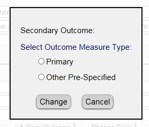 Secondary Outcome:
Select Outcome Measure Type:
Primary
Other Pre-Specified
Change Cancel